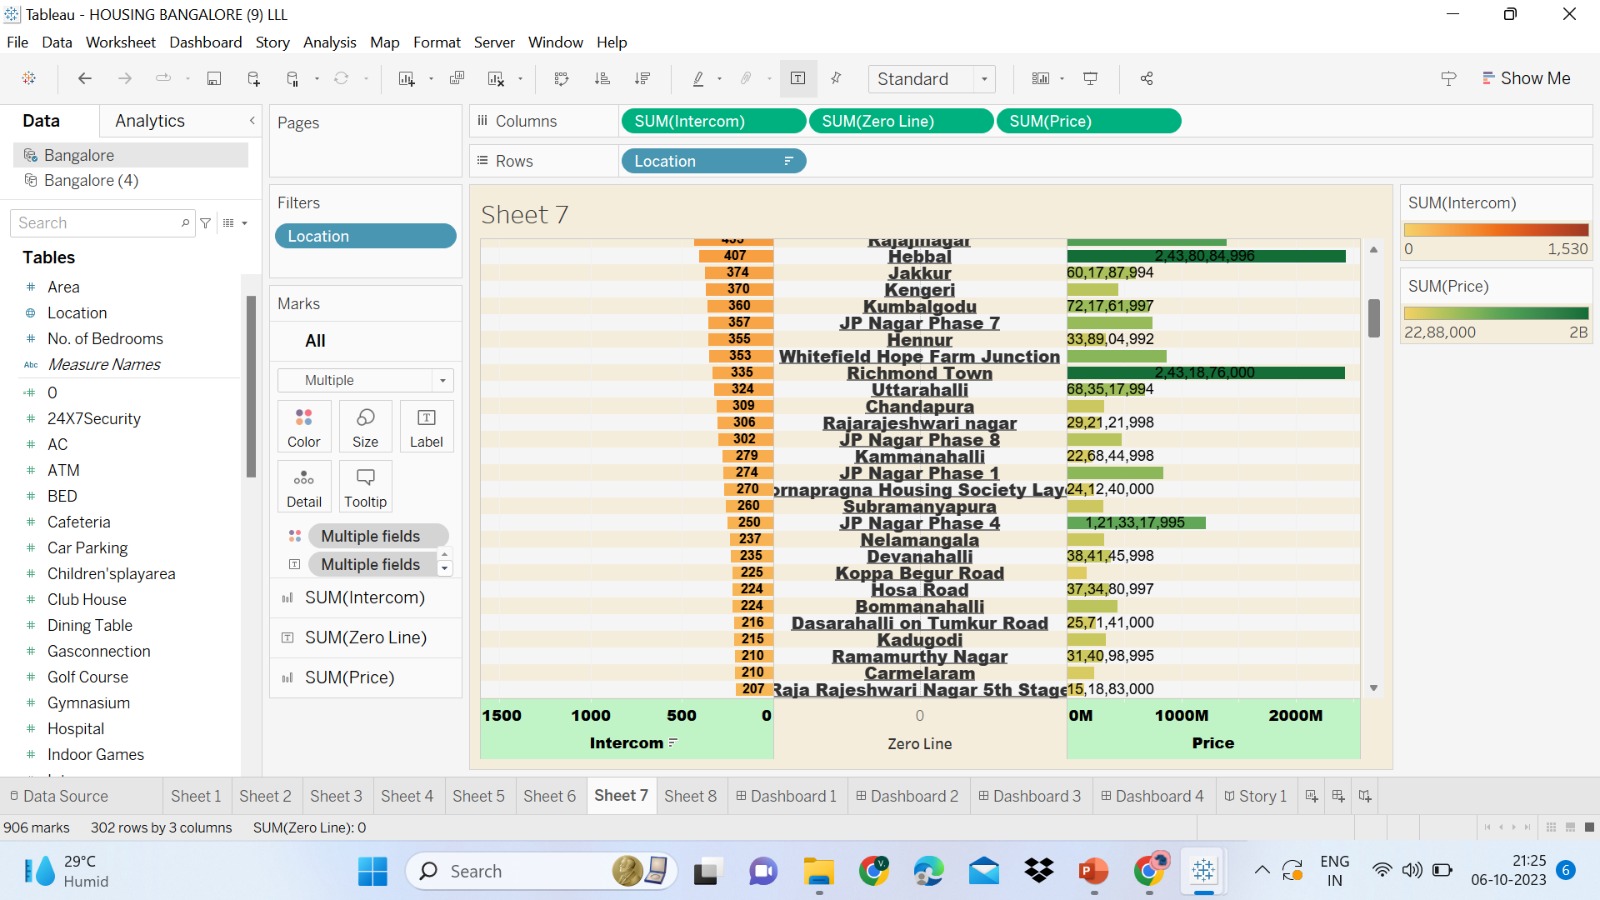 Tableau - HOUSING BANGALORE (9) LLL
File Data Worksheet Dashboard Story Analysis Map Format Server Window Help
Standard
Show Me
Data
Analytics
Bangalore
Bangalore (4)
Search
Tables
Area
Location
No. of Bedrooms
Abc Measure Names
0
24X7Security
AC
ATM
BED
Cafeteria
Car Parking
Children'splayarea
Club House
Dining Table
Gasconnection
Golf Course
Gymnasium
Hospital
Indoor Games
Pages
Filters
Location
Marks
All
Multiple
Color
Size
Label
Detail
Tooltip
Multiple fields
Multiple fields
SUM(Intercom)
SUM(Zero Line)
SUM(Price)
Columns SUM(Intercom) SUM(Zero Line) SUM(Price)
Rows Location
Sheet 7
Rajajinagar
407 Hebbal 2,43,80,84,996
374 Jakkur 60,17,87,994
370 Kengeri
360 Kumbalgodu 72,17,61,997
357 JP Nagar Phase 7
355 Hennur 33,89,04,992
353 Whitefield Hope Farm Junction
335 Richmond Town 2,43,18,76,000
324 Uttarahalli 68,35,17,994
309 Chandapura
306 Rajarajeshwari nagar 29,21,21,998
302 JP Nagar Phase 8
279 Kammanahalli 22,68,44,998
274 JP Nagar Phase 1
270 ornapragna Housing Society Lay 24,12,40,000
260 Subramanyapura
250 JP Nagar Phase 4 1,21,33,17,995
237 Nelamangala
235 Devanahalli 38,41,45,998
225 Koppa Begur Road
224 Hosa Road 37,34,80,997
224 Bommanahalli
216 Dasarahalli on Tumkur Road 25,71,41,000
215 Kadugodi
210 Ramamurthy Nagar 31,40,98,995
210 Carmelaram
207 Raja Rajeshwari Nagar 5th Stage 15,18,83,000
1500 1000 500 0 0 0M 1000M 2000M
Intercom Zero Line Price
SUM(Intercom)
0 1,530
SUM(Price)
22,88,000 2B
Data Source Sheet 1 Sheet 2 Sheet 3 Sheet 4 Sheet 5 Sheet 6 Sheet 7 Sheet 8 Dashboard 1 Dashboard 2 Dashboard 3 Dashboard 4 Story 1
906 marks 302 rows by 3 columns SUM(Zero Line): 0
29°C
Humid
Search
ENG
IN
21:25
06-10-2023
6